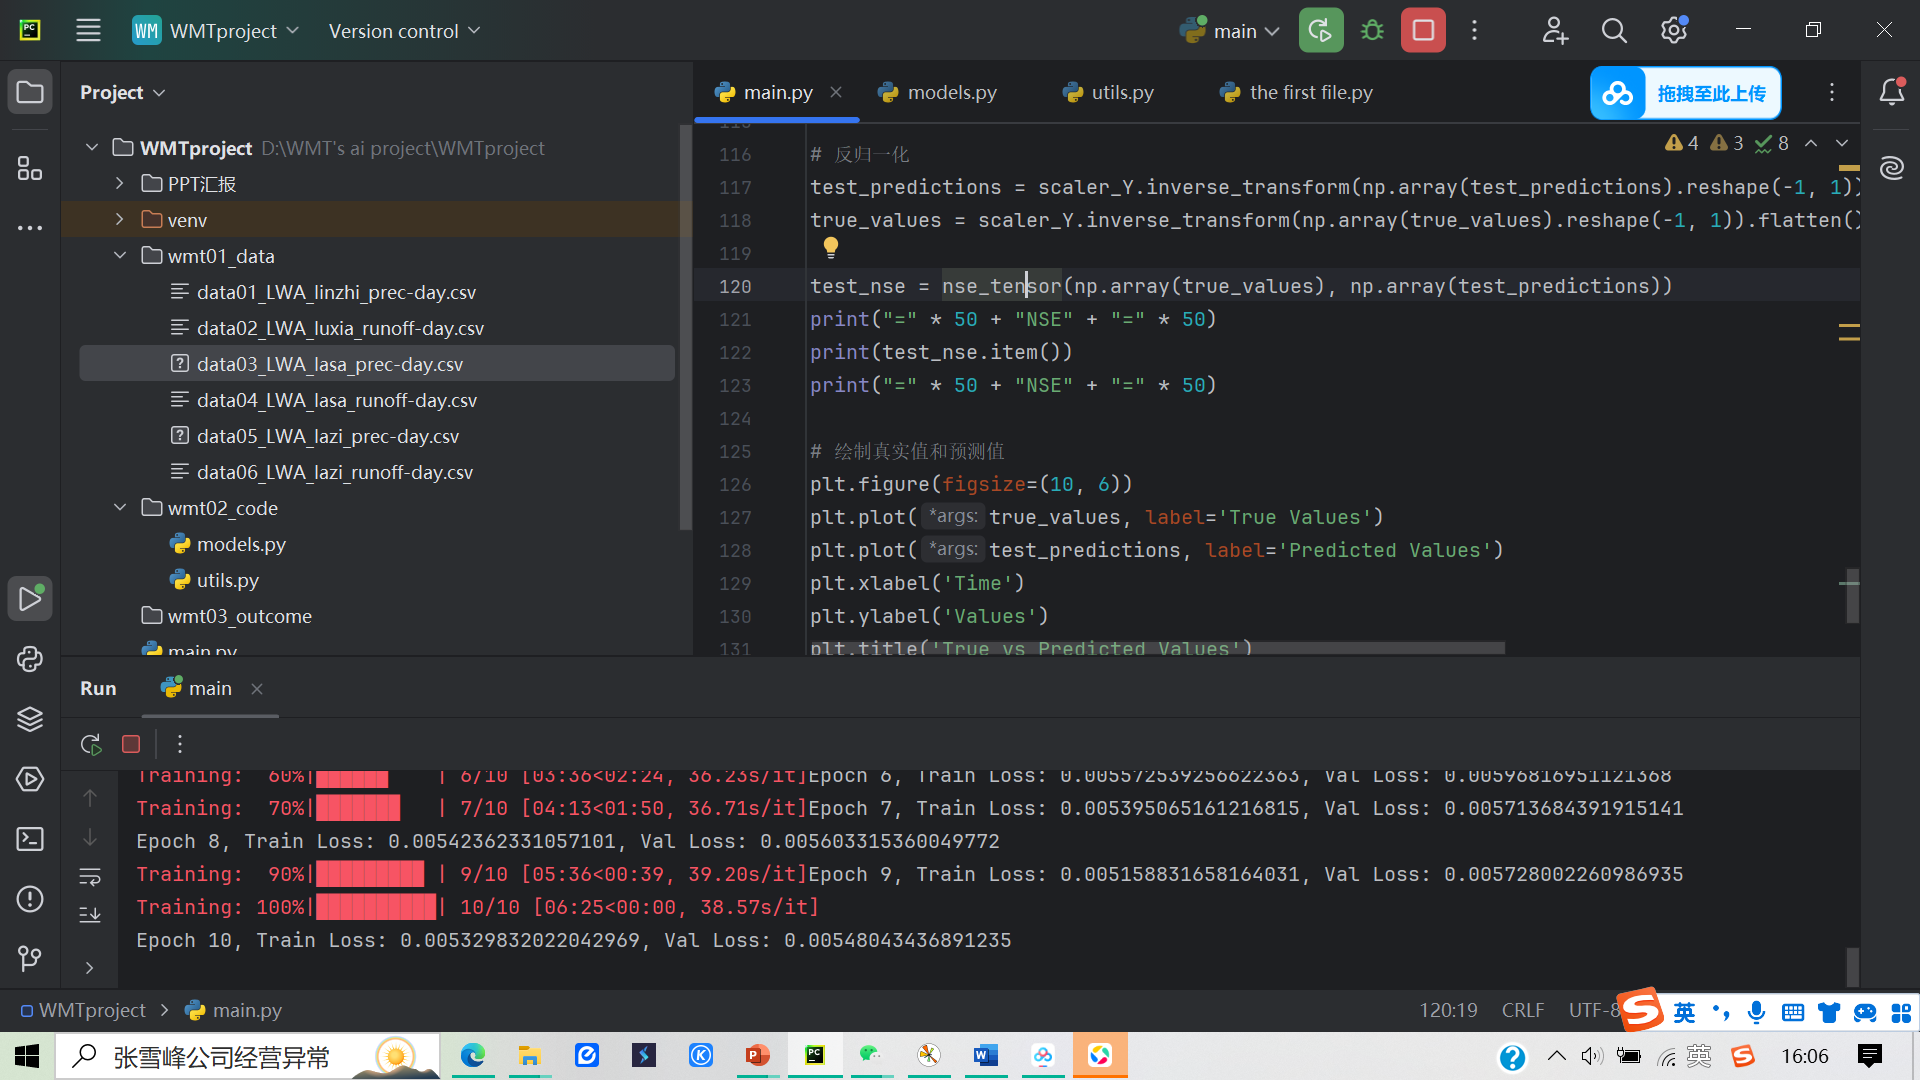 WM WMTproject Version control main
Project
main.py models.py utils.py the first file.py 拖拽至此上传
WMTproject D:\WMT's ai project\WMTproject
PPT汇报
venv
wmt01_data
data01_LWA_linzhi_prec-day.csv
data02_LWA_luxia_runoff-day.csv
data03_LWA_lasa_prec-day.csv
data04_LWA_lasa_runoff-day.csv
data05_LWA_lazi_prec-day.csv
data06_LWA_lazi_runoff-day.csv
wmt02_code
models.py
utils.py
wmt03_outcome
main.py
4 3 8
116 # 反归一化
117 test_predictions = scaler_Y.inverse_transform(np.array(test_predictions).reshape(-1, 1))
118 true_values = scaler_Y.inverse_transform(np.array(true_values).reshape(-1, 1)).flatten()
119
120 test_nse = nse_tensor(np.array(true_values), np.array(test_predictions))
121 print("=" * 50 + "NSE" + "=" * 50)
122 print(test_nse.item())
123 print("=" * 50 + "NSE" + "=" * 50)
124
125 # 绘制真实值和预测值
126 plt.figure(figsize=(10, 6))
127 plt.plot( *args: true_values, label='True Values')
128 plt.plot( *args: test_predictions, label='Predicted Values')
129 plt.xlabel('Time')
130 plt.ylabel('Values')
131 plt.title('True vs Predicted Values')
Run main
Training: 60%| | 6/10 [03:36<02:24, 36.23s/it]Epoch 6, Train Loss: 0.005572539256622363, Val Loss: 0.00596816951121368
Training: 70%| | 7/10 [04:13<01:50, 36.71s/it]Epoch 7, Train Loss: 0.005395065161216815, Val Loss: 0.005713684391915141
Epoch 8, Train Loss: 0.00542362331057101, Val Loss: 0.005603315360049772
Training: 90%| | 9/10 [05:36<00:39, 39.20s/it]Epoch 9, Train Loss: 0.005158831658164031, Val Loss: 0.005728002260986935
Training: 100%| | 10/10 [06:25<00:00, 38.57s/it]
Epoch 10, Train Loss: 0.005329832022042969, Val Loss: 0.00548043436891235
WMTproject > main.py 120:19 CRLF UTF-8 英
张雪峰公司经营异常 英 16:06